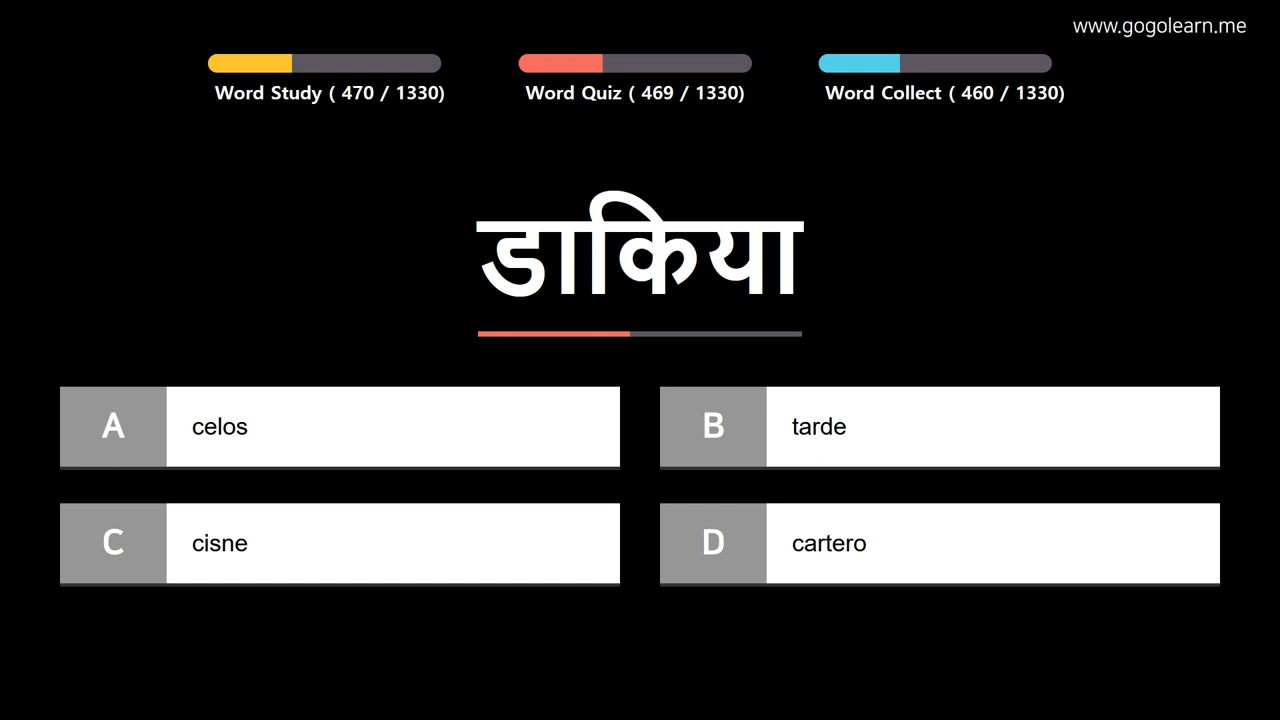 www.gogolearn.me
Word Study ( 470 / 1330)
Word Quiz ( 469 / 1330)
Word Collect ( 460 / 1330)
डाकिया
A celos
B tarde
C cisne
D cartero